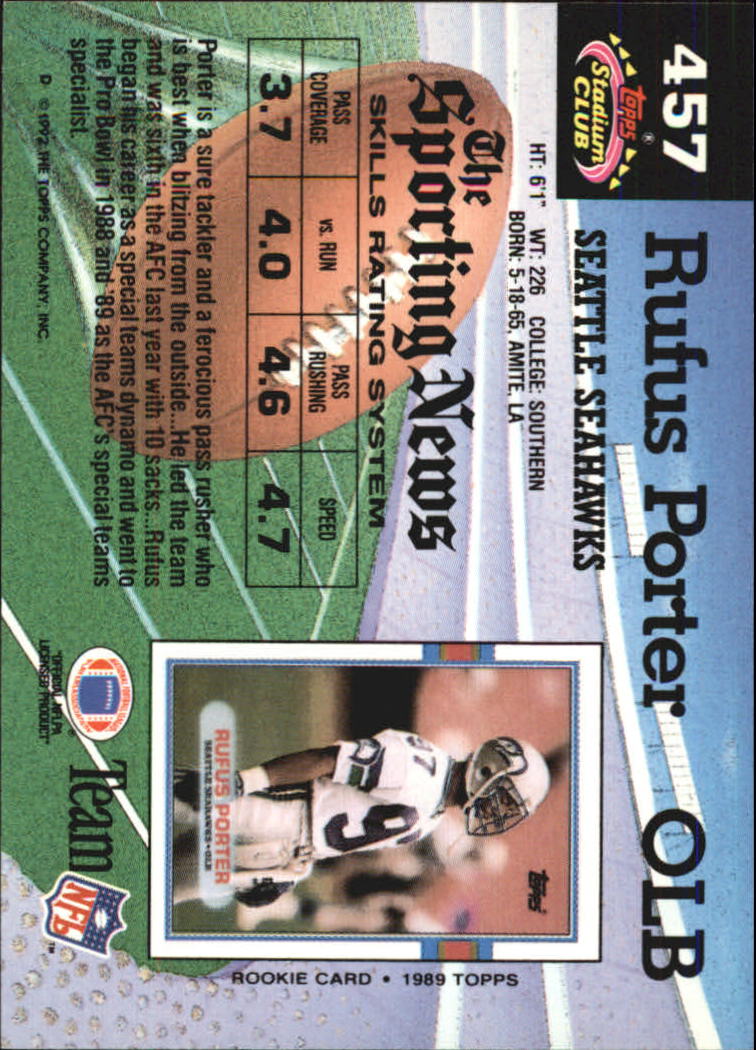 457
Topps®
Stadium
CLUB
Rufus Porter OLB
SEATTLE SEAHAWKS
HT: 6'1" WT: 226 COLLEGE: SOUTHERN
BORN: 5-18-65, AMITE, LA
The
Sporting News
SKILLS RATING SYSTEM
PASS COVERAGE
vs. RUN
PASS RUSHING
SPEED
3.7 4.0 4.6 4.7
Porter is a sure tackler and a ferocious pass rusher who
is best when blitzing from the outside...He led the team
and was sixth in the AFC last year with 10 sacks...Rufus
began his career as a special teams dynamo and went to
the Pro Bowl in 1988 and '89 as the AFC's special teams
specialist.
D © 1992 THE TOPPS COMPANY, INC.
Topps
97
RUFUS PORTER
SEATTLE SEAHAWKS • OLB
ROOKIE CARD • 1989 TOPPS
"OFFICIAL NFLPA
LICENSED PRODUCT"
Team
NFL
™